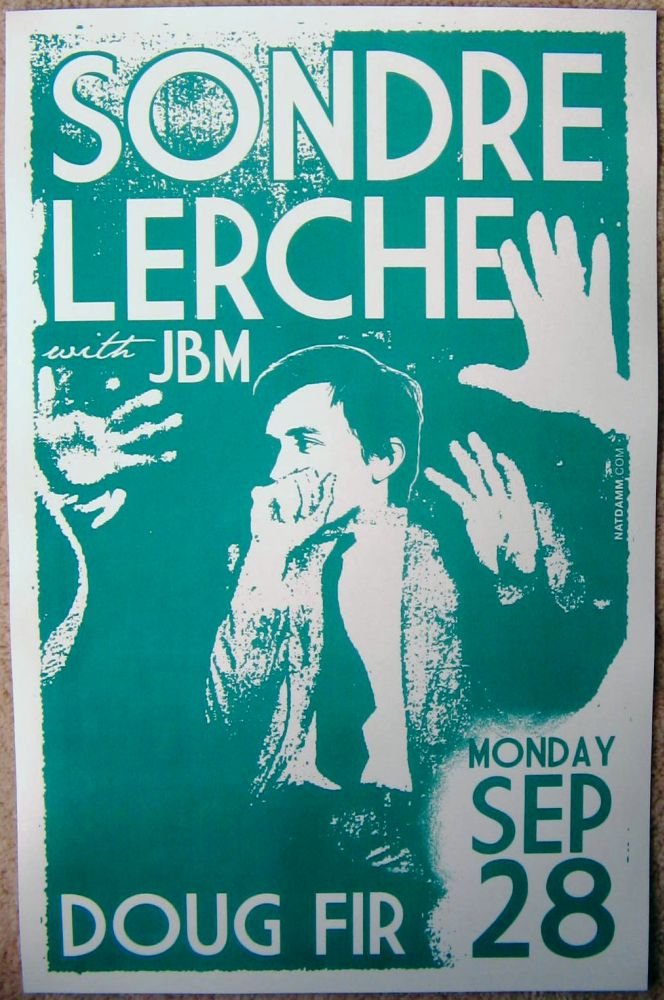 SONDRE
LERCHE
with JBM
NATDAMM.COM
MONDAY
SEP
28
DOUG FIR